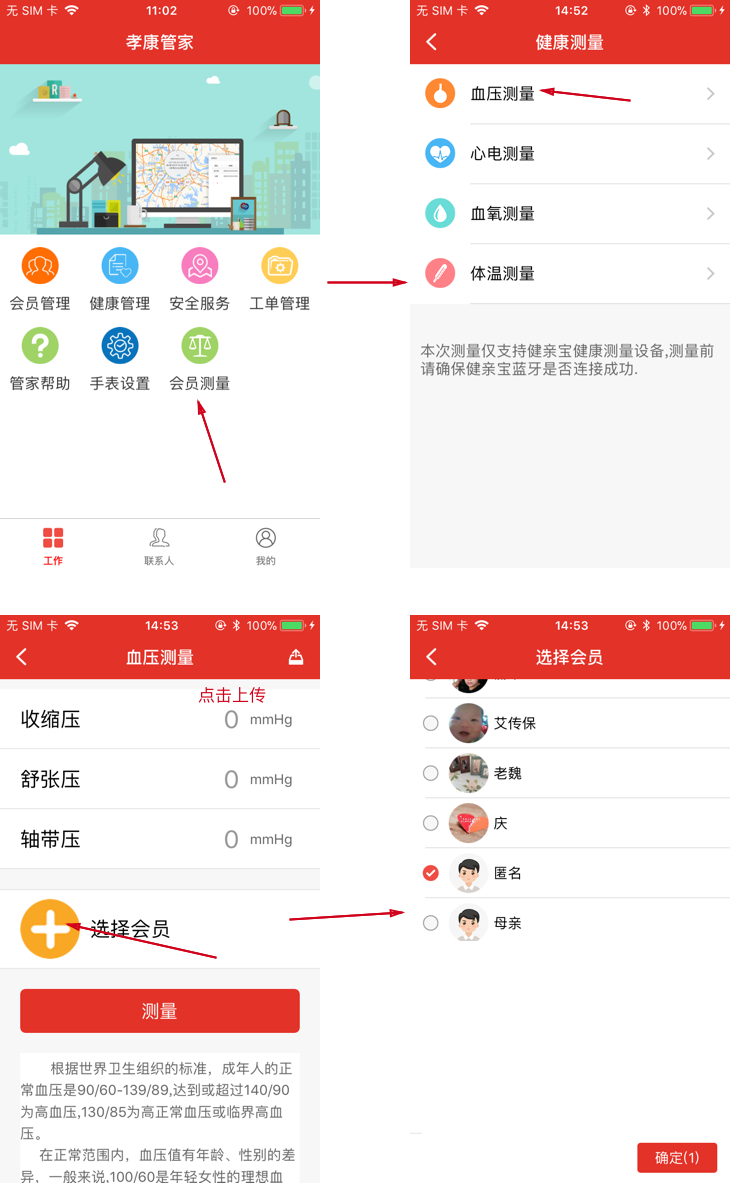 无 SIM 卡 11:02 100%
孝康管家
R
会员管理 健康管理 安全服务 工单管理
管家帮助 手表设置 会员测量
工作 联系人 我的
无 SIM 卡 14:52 100%
健康测量
血压测量
心电测量
血氧测量
体温测量
本次测量仅支持健亲宝健康测量设备,测量前
请确保健亲宝蓝牙是否连接成功.
无 SIM 卡 14:53 100%
血压测量
点击上传
收缩压 0 mmHg
舒张压 0 mmHg
轴带压 0 mmHg
选择会员
测量
根据世界卫生组织的标准，成年人的正
常血压是90/60-139/89,达到或超过140/90
为高血压,130/85为高正常血压或临界高血
压。
在正常范围内，血压值有年龄、性别的差
异，一般来说,100/60是年轻女性的理想血
无 SIM 卡 14:53 100%
选择会员
艾传保
老魏
庆
匿名
母亲
确定(1)